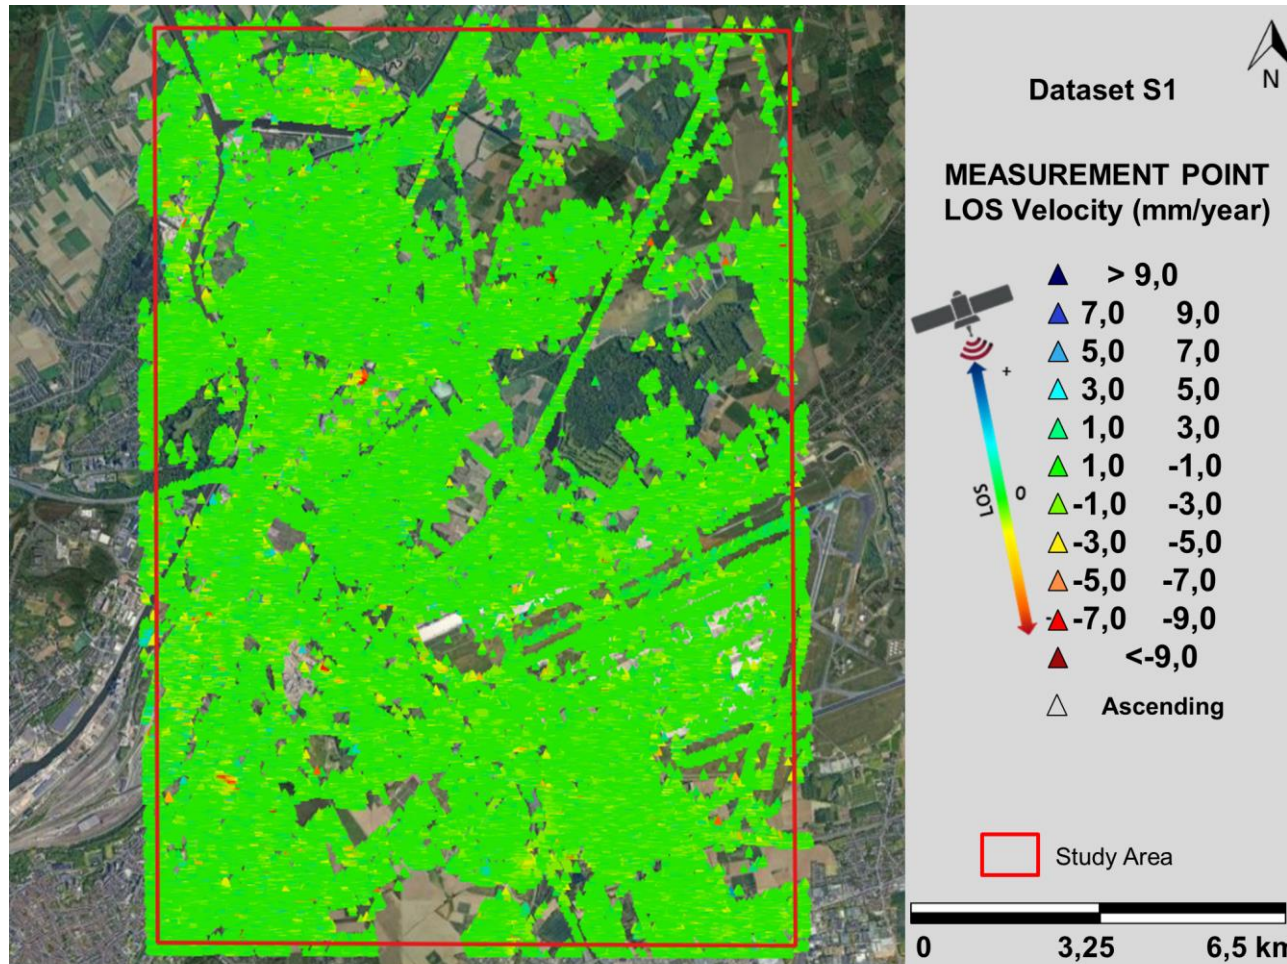 N
Dataset S1
MEASUREMENT POINT
LOS Velocity (mm/year)
> 9,0
7,0 9,0
5,0 7,0
+
3,0 5,0
1,0 3,0
1,0 -1,0
LOS 0
-1,0 -3,0
-3,0 -5,0
-5,0 -7,0
- -7,0 -9,0
<-9,0
Ascending
Study Area
0 3,25 6,5 km